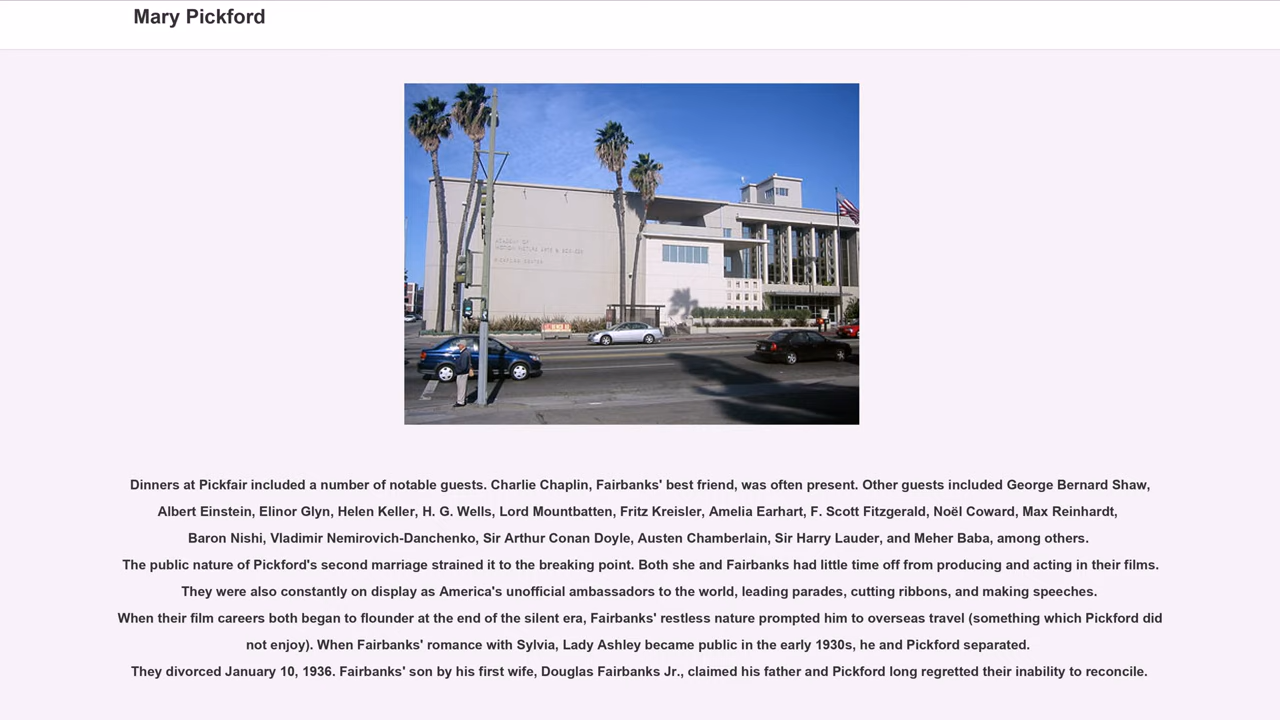 Mary Pickford
ACADEMY OF
MOTION PICTURE ARTS & SCIENCES
PICKFORD CENTER
Dinners at Pickfair included a number of notable guests. Charlie Chaplin, Fairbanks' best friend, was often present. Other guests included George Bernard Shaw,
Albert Einstein, Elinor Glyn, Helen Keller, H. G. Wells, Lord Mountbatten, Fritz Kreisler, Amelia Earhart, F. Scott Fitzgerald, Noël Coward, Max Reinhardt,
Baron Nishi, Vladimir Nemirovich-Danchenko, Sir Arthur Conan Doyle, Austen Chamberlain, Sir Harry Lauder, and Meher Baba, among others.
The public nature of Pickford's second marriage strained it to the breaking point. Both she and Fairbanks had little time off from producing and acting in their films.
They were also constantly on display as America's unofficial ambassadors to the world, leading parades, cutting ribbons, and making speeches.
When their film careers both began to flounder at the end of the silent era, Fairbanks' restless nature prompted him to overseas travel (something which Pickford did
not enjoy). When Fairbanks' romance with Sylvia, Lady Ashley became public in the early 1930s, he and Pickford separated.
They divorced January 10, 1936. Fairbanks' son by his first wife, Douglas Fairbanks Jr., claimed his father and Pickford long regretted their inability to reconcile.